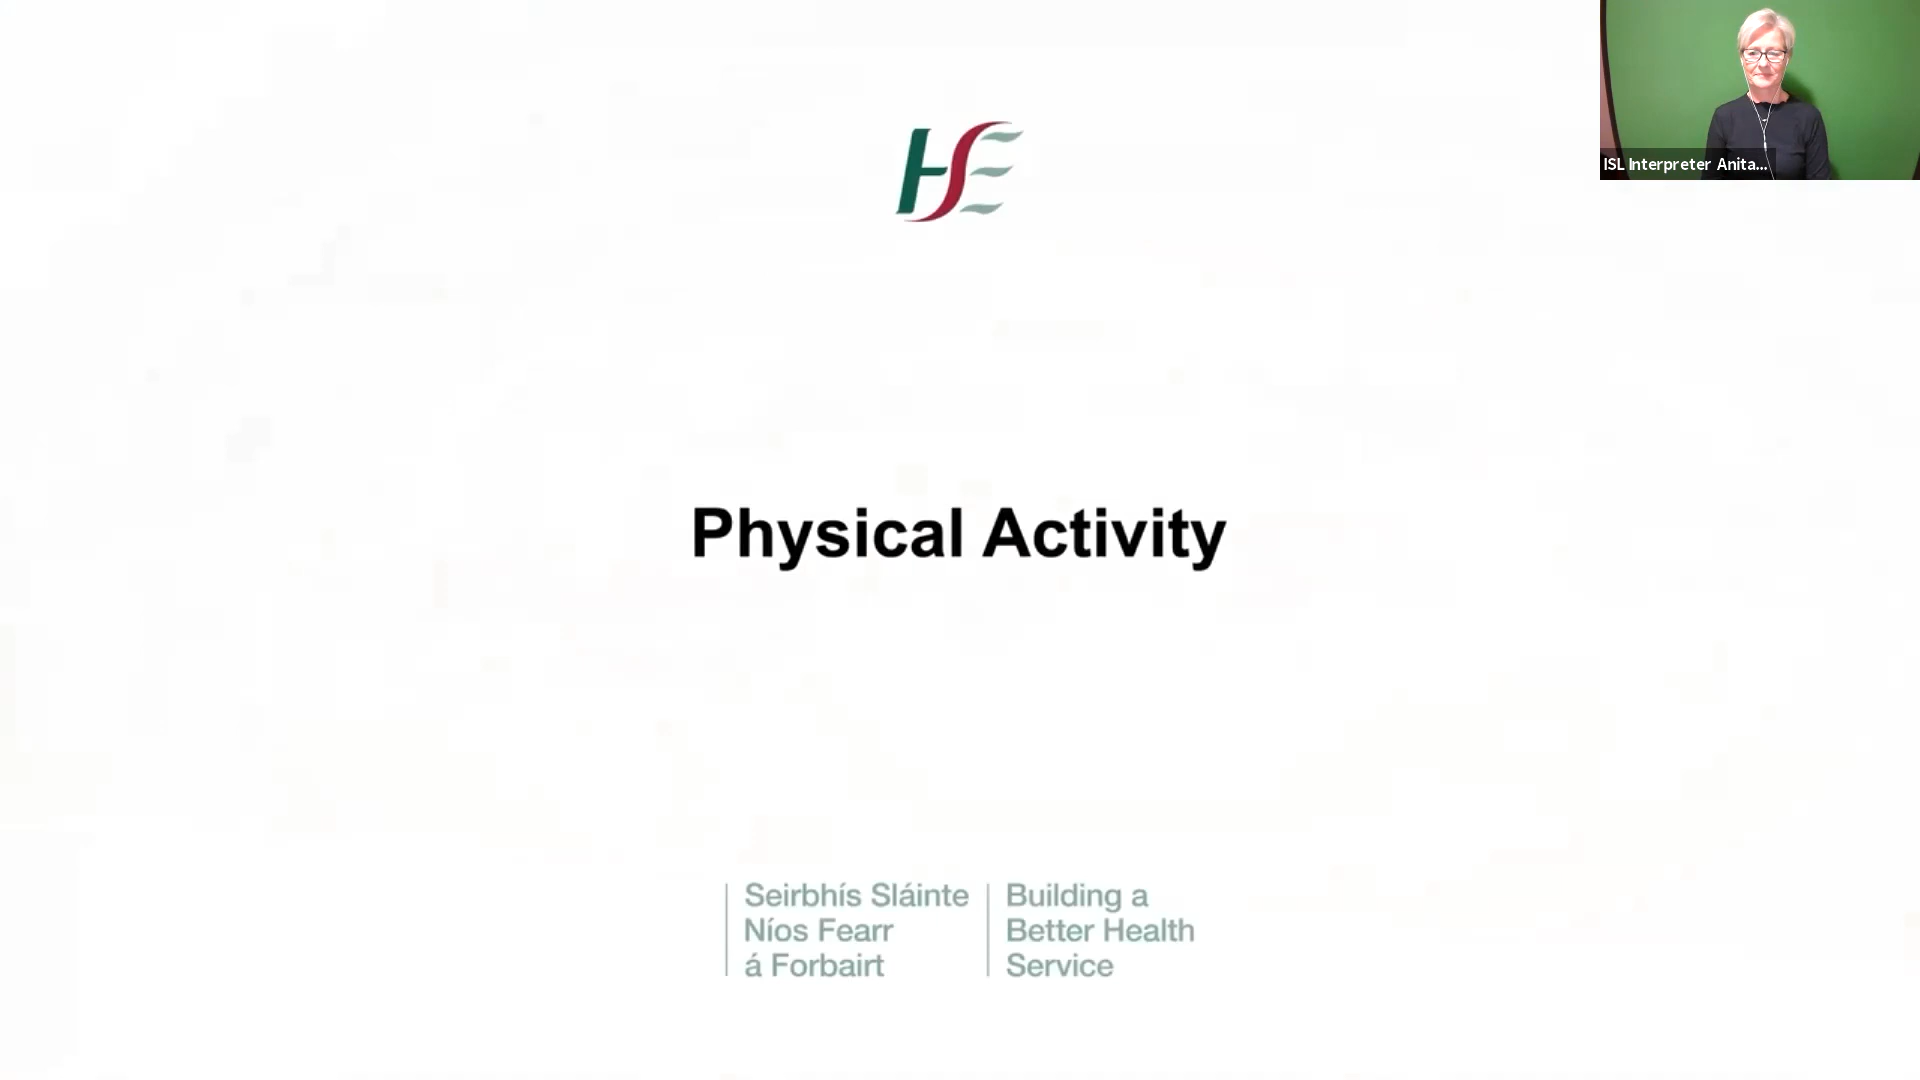 HSE
ISL Interpreter Anita...
Physical Activity
Seirbhís Sláinte
Níos Fearr
á Forbairt
Building a
Better Health
Service